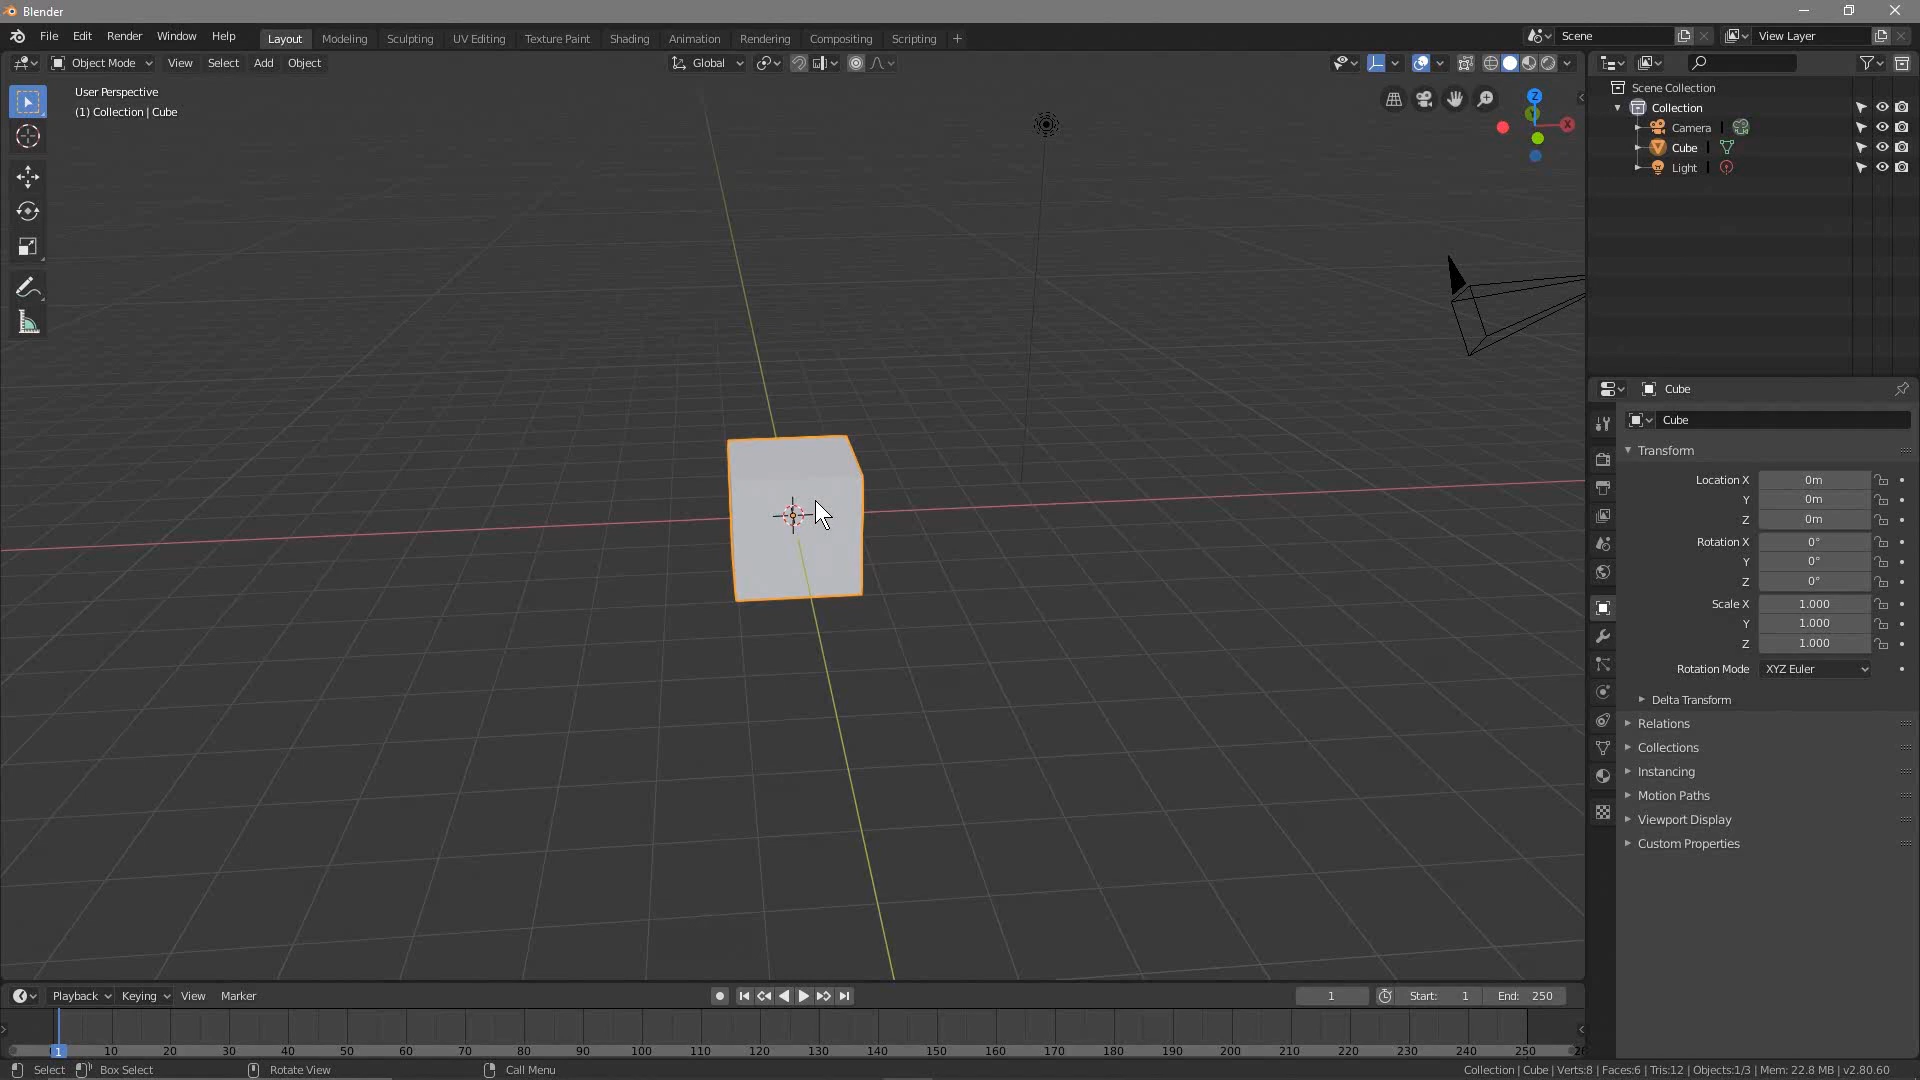 Blender
File Edit Render Window Help Layout Modeling Sculpting UV Editing Texture Paint Shading Animation Rendering Compositing Scripting + Scene View Layer
Object Mode View Select Add Object Global
User Perspective
(1) Collection | Cube
Z
Y
X
Scene Collection
Collection
Camera
Cube
Light
Cube
Cube
Transform
Location X 0m
Y 0m
Z 0m
Rotation X 0°
Y 0°
Z 0°
Scale X 1.000
Y 1.000
Z 1.000
Rotation Mode XYZ Euler
Delta Transform
Relations
Collections
Instancing
Motion Paths
Viewport Display
Custom Properties
Playback Keying View Marker 1 Start: 1 End: 250
1 10 20 30 40 50 60 70 80 90 100 110 120 130 140 150 160 170 180 190 200 210 220 230 240 250
Select Box Select Rotate View Call Menu Collection | Cube | Verts:8 | Faces:6 | Tris:12 | Objects:1/3 | Mem: 22.8 MB | v2.80.60